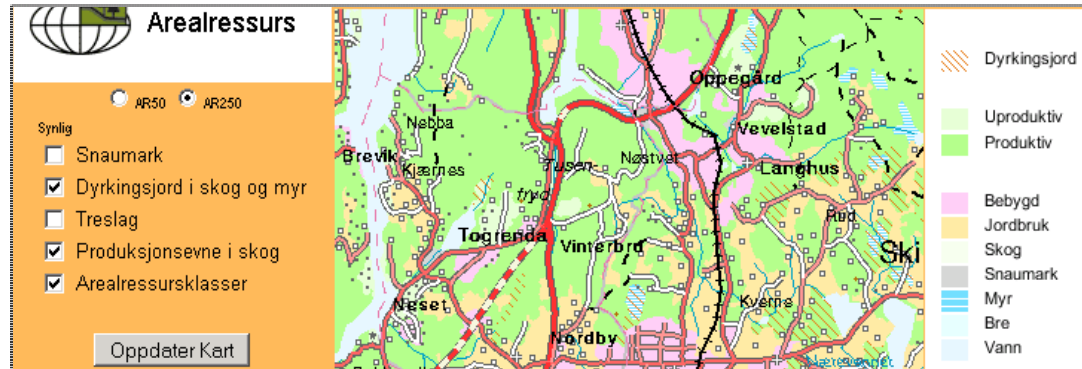 Arealressurs
AR50 AR250
Synlig
Snaumark
Dyrkingsjord i skog og myr
Treslag
Produksjonsevne i skog
Arealressursklasser
Oppdater Kart
Oppegård
Nebba
Vevelstad
Brevik
Kjærnes
Tusen-
fryd
Nøstvet
Langhus
Rud
Togrenda
Vinterbro
Ski
Neset
Kverne
Nordby
Nærevannet
Dyrkingsjord
Uproduktiv
Produktiv
Bebygd
Jordbruk
Skog
Snaumark
Myr
Bre
Vann